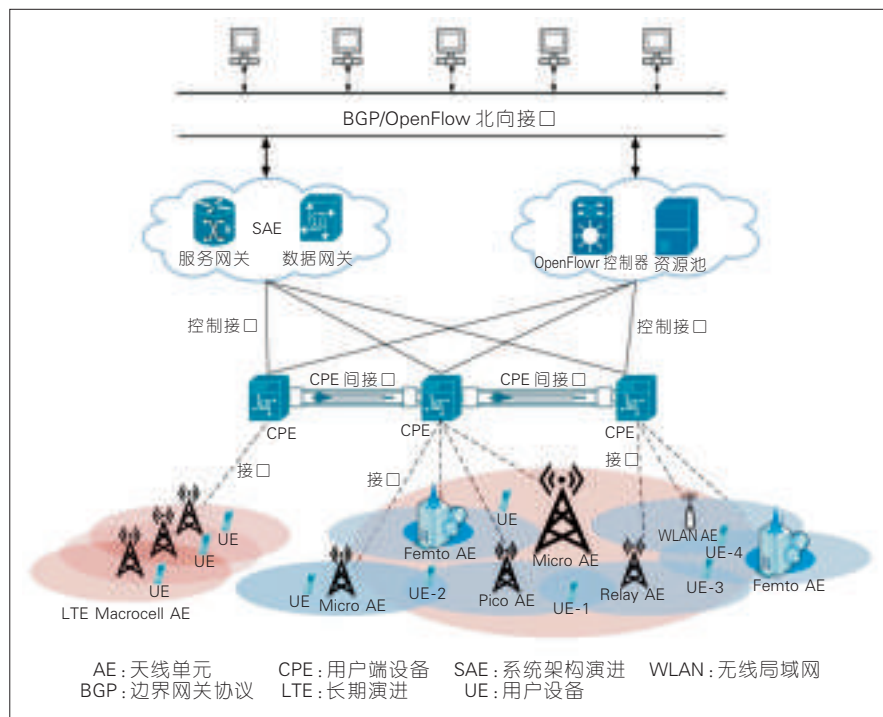 BGP/OpenFlow 北向接口
SAE
服务网关 数据网关
OpenFlowr 控制器 资源池
控制接口 控制接口
CPE 间接口 CPE 间接口
CPE CPE CPE
接口 接口 接口
UE WLAN AE
UE UE Femto AE Micro AE UE-4
UE Femto AE
UE Micro AE UE-2 Pico AE UE-1 Relay AE UE-3
LTE Macrocell AE
AE:天线单元 CPE:用户端设备 SAE:系统架构演进 WLAN:无线局域网
BGP:边界网关协议 LTE:长期演进 UE:用户设备